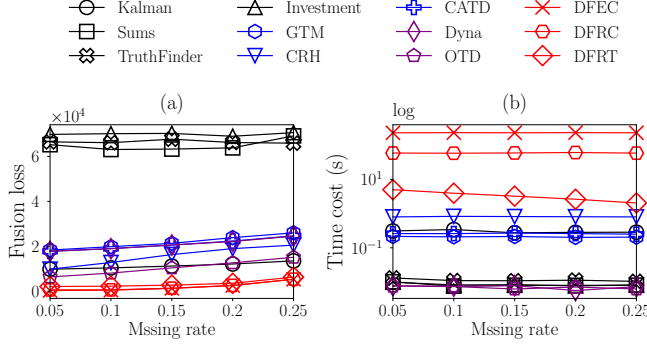 Kalman Investment CATD DFEC
Sums GTM Dyna DFRC
TruthFinder CRH OTD DFRT
(a) (b)
×10⁴ log
6
4
2
0
Fusion loss
0.05 0.1 0.15 0.2 0.25
Mssing rate
10¹
10⁻¹
Time cost (s)
0.05 0.1 0.15 0.2 0.25
Mssing rate